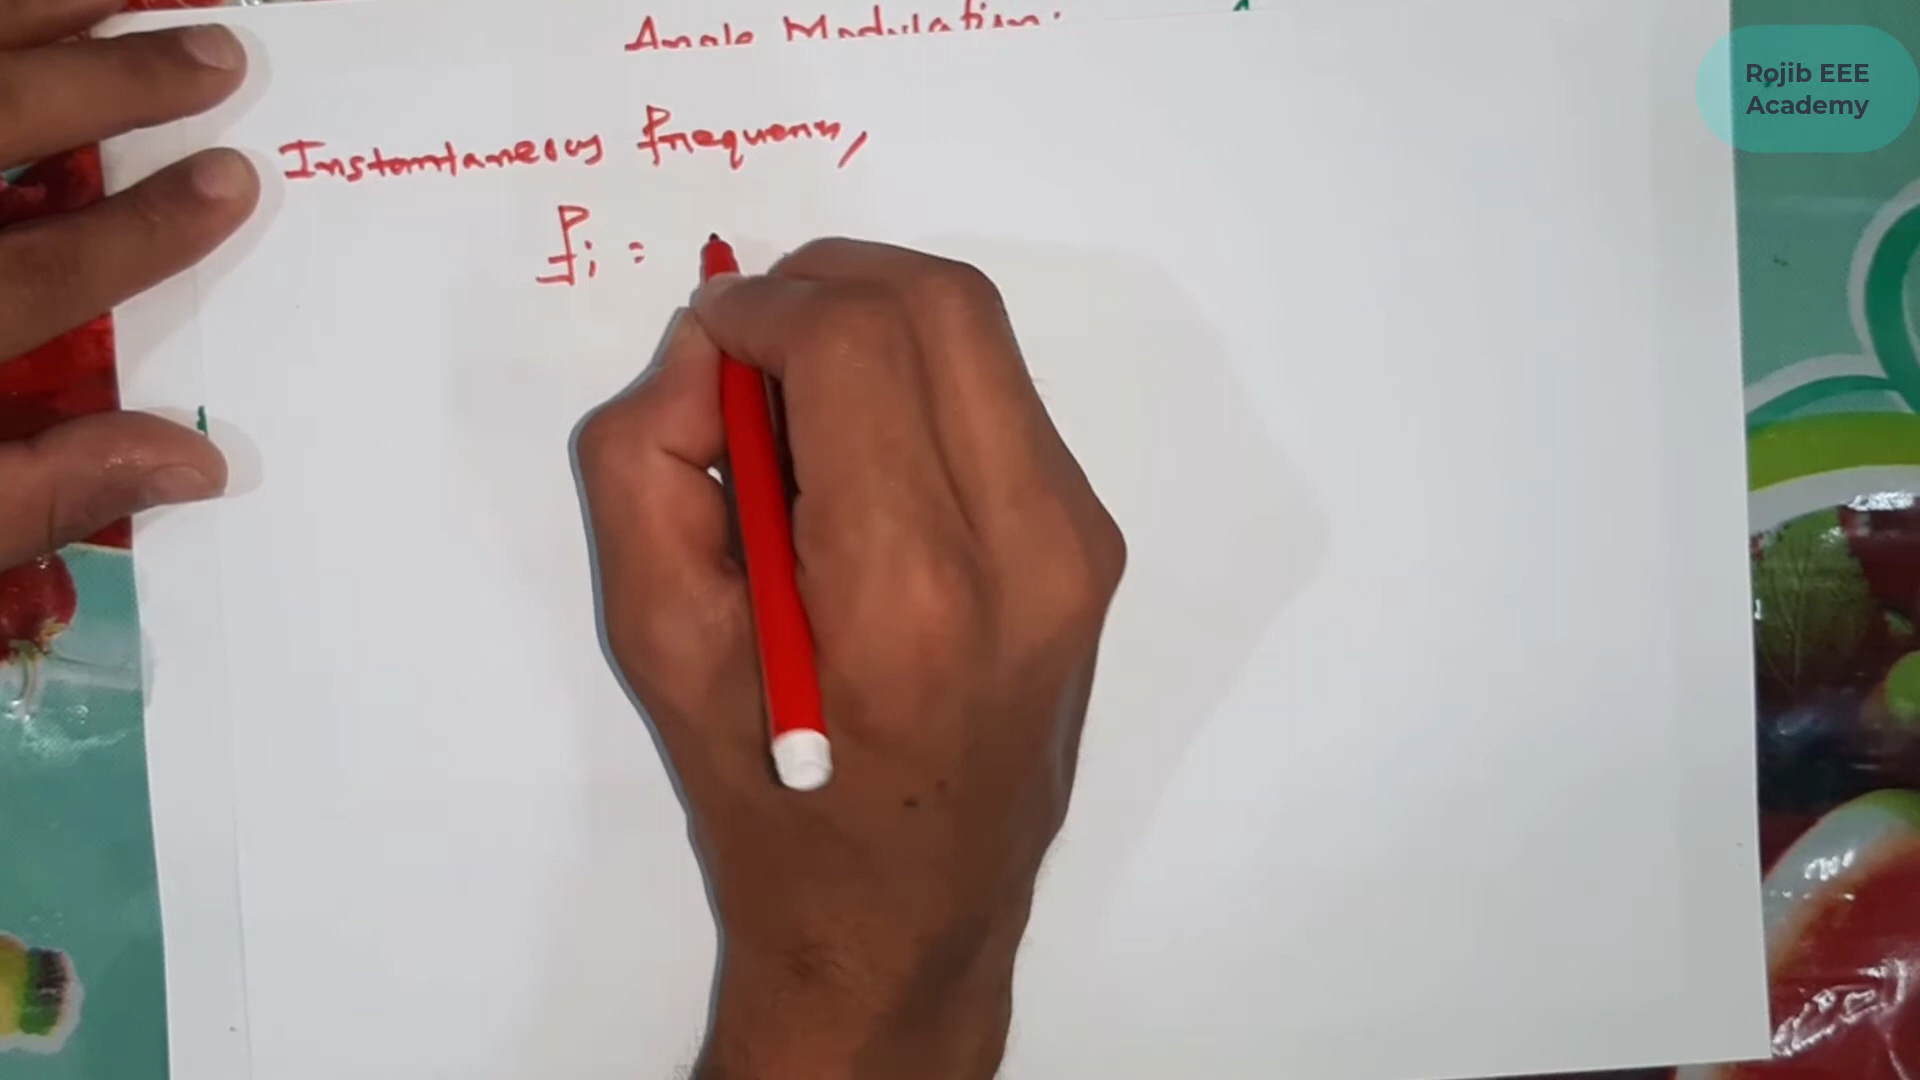 Angle Modulation.
Instantaneous frequency,
fi =
Rojib EEE
Academy